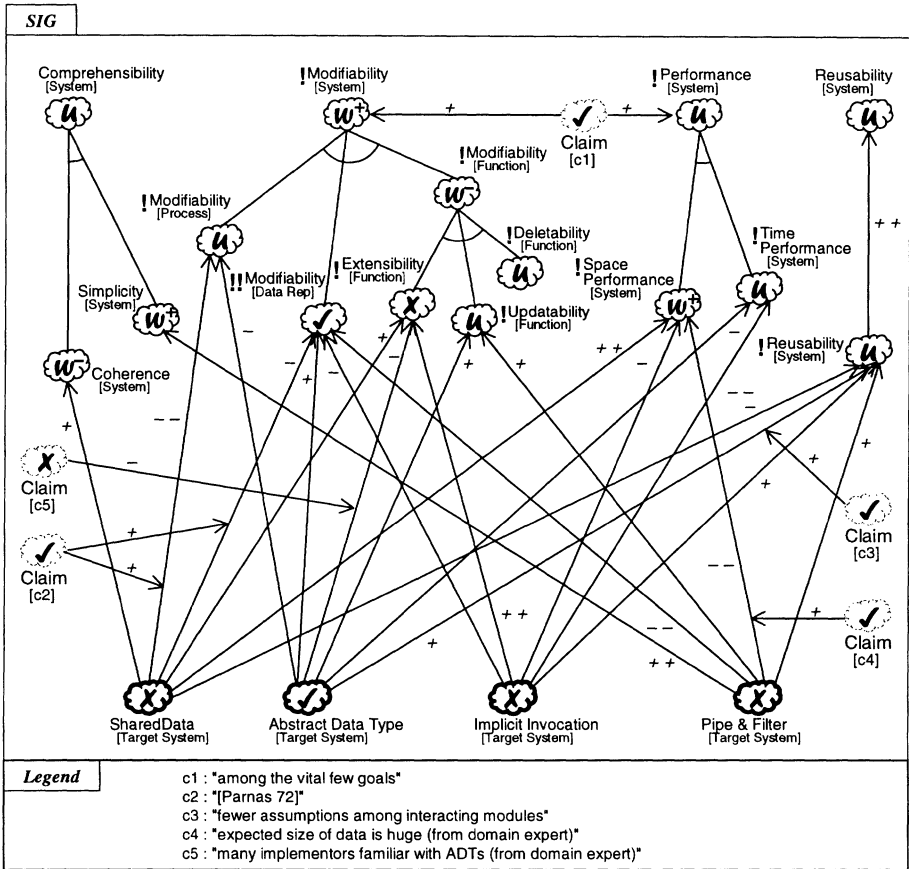 SIG
Comprehensibility
[System]
!Modifiability
[System]
!Performance
[System]
Reusability
[System]
u
w+
+
✓
+
u
u
Claim
[c1]
!Modifiability
[Function]
w-
!Modifiability
[Process]
u
!Deletability
[Function]
u
!Time
Performance
[System]
u
++
!!Modifiability
[Data Rep]
!Extensibility
[Function]
!Space
Performance
[System]
Simplicity
[System]
w+
✓
x
u
!Updatability
[Function]
w+
!Reusability
[System]
u
w-
Coherence
[System]
-
-
+
-
+
-
+
+
++
-
-
--
-
+
--
+
+
+
x
Claim
[c5]
-
✓
Claim
[c2]
+
+
✓
Claim
[c3]
--
+
✓
Claim
[c4]
++
+
--
++
x
SharedData
[Target System]
✓
Abstract Data Type
[Target System]
x
Implicit Invocation
[Target System]
x
Pipe & Filter
[Target System]
Legend
c1 : "among the vital few goals"
c2 : "[Parnas 72]"
c3 : "fewer assumptions among interacting modules"
c4 : "expected size of data is huge (from domain expert)"
c5 : "many implementors familiar with ADTs (from domain expert)"